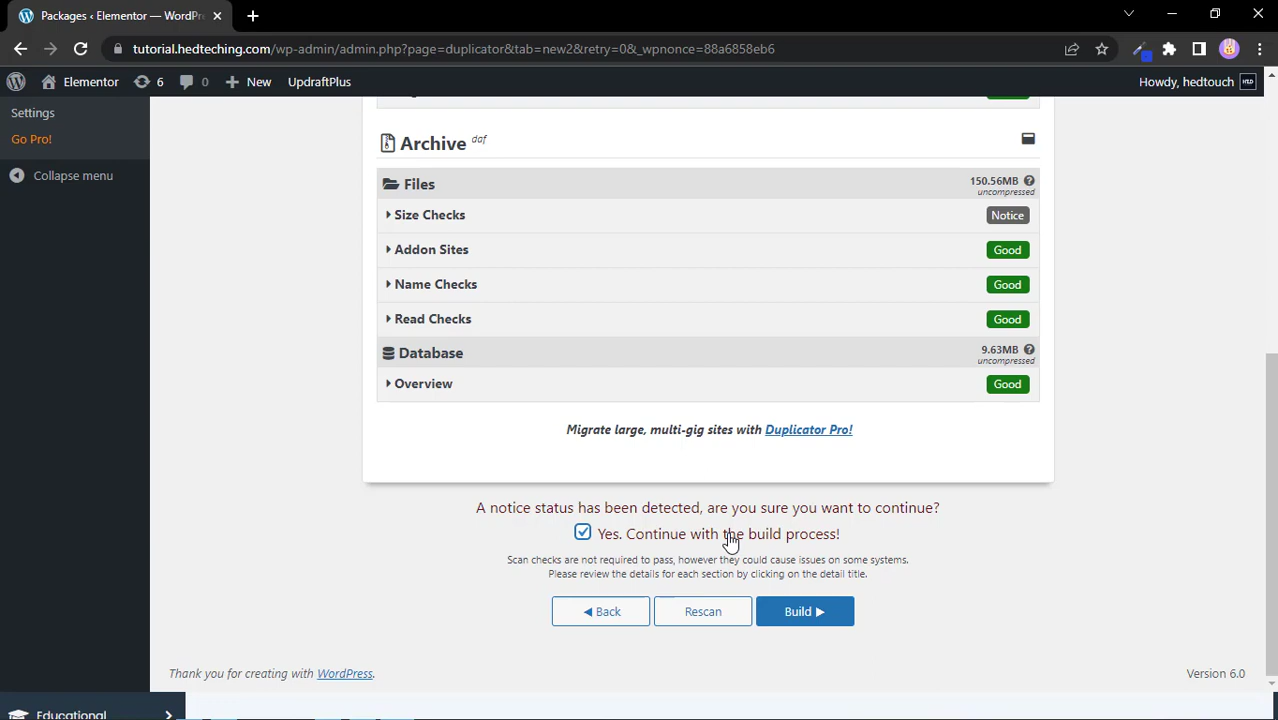 Packages ‹ Elementor — WordPr
tutorial.hedteching.com/wp-admin/admin.php?page=duplicator&tab=new2&retry=0&_wpnonce=88a6858eb6
Elementor 6 0 New UpdraftPlus Howdy, hedtouch
Settings
Go Pro!
Collapse menu
Archive daf
Files 150.56MB
uncompressed
Size Checks Notice
Addon Sites Good
Name Checks Good
Read Checks Good
Database 9.63MB
uncompressed
Overview Good
Migrate large, multi-gig sites with Duplicator Pro!
A notice status has been detected, are you sure you want to continue?
Yes. Continue with the build process!
Scan checks are not required to pass, however they could cause issues on some systems.
Please review the details for each section by clicking on the detail title.
◀ Back Rescan Build ▶
Thank you for creating with WordPress. Version 6.0
Educational